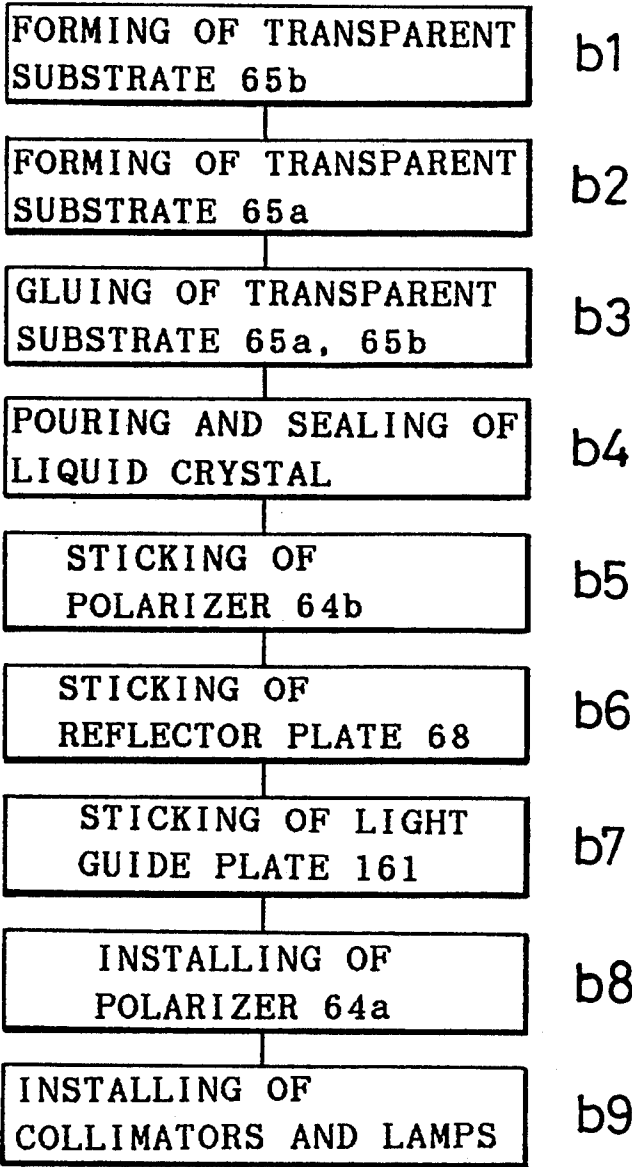 FORMING OF TRANSPARENT
SUBSTRATE 65b
b1
FORMING OF TRANSPARENT
SUBSTRATE 65a
b2
GLUING OF TRANSPARENT
SUBSTRATE 65a, 65b
b3
POURING AND SEALING OF
LIQUID CRYSTAL
b4
STICKING OF
POLARIZER 64b
b5
STICKING OF
REFLECTOR PLATE 68
b6
STICKING OF LIGHT
GUIDE PLATE 161
b7
INSTALLING OF
POLARIZER 64a
b8
INSTALLING OF
COLLIMATORS AND LAMPS
b9